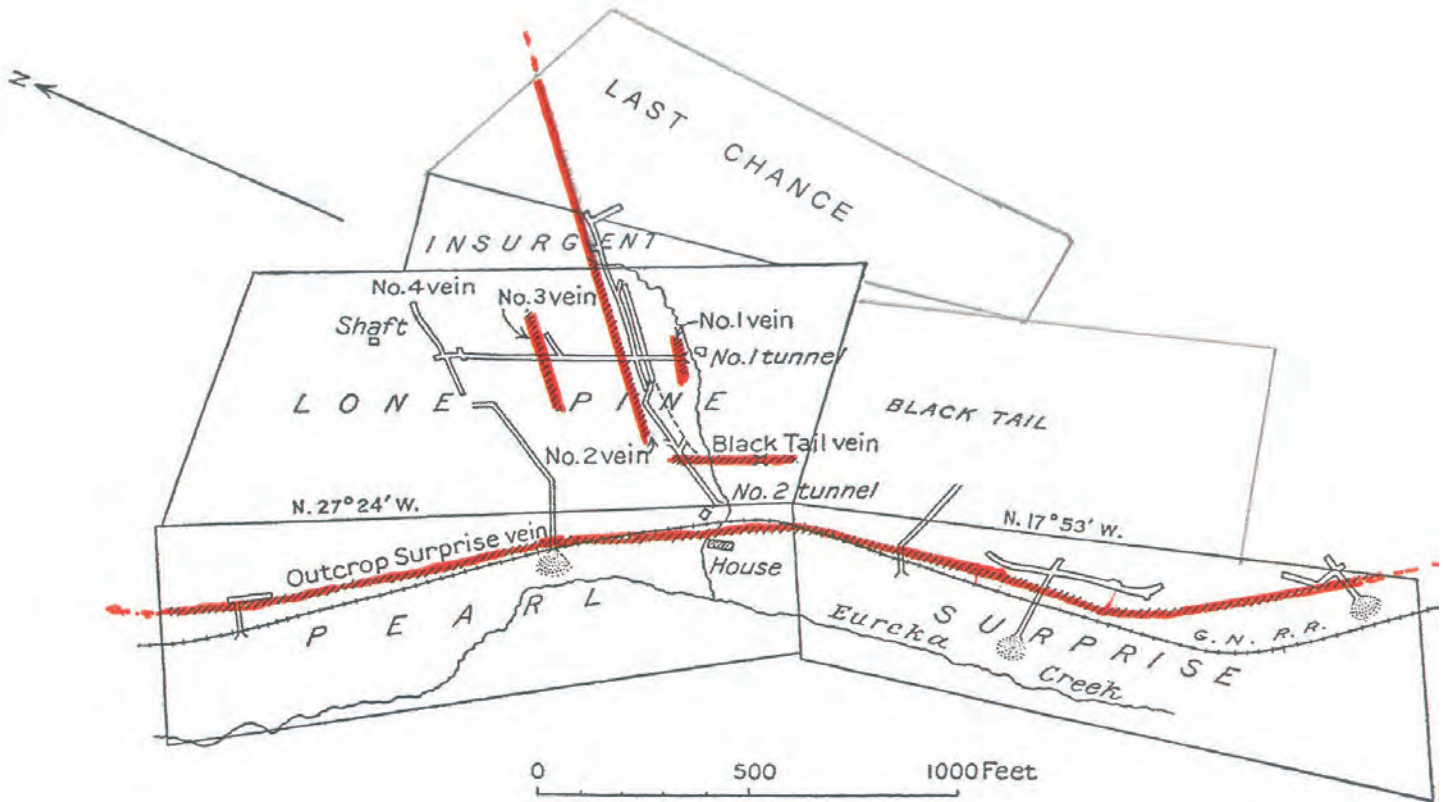 N
LAST CHANCE
INSURGENT
No.4 vein
No.3 vein
Shaft
No.1 vein
No.1 tunnel
LONE PINE
BLACK TAIL
No.2 vein
Black Tail vein
No. 2 tunnel
N. 27° 24' W.
N. 17° 53' W.
Outcrop Surprise vein
House
PEARL
SURPRISE
G. N. R.R.
Eureka Creek
0 500 1000 Feet